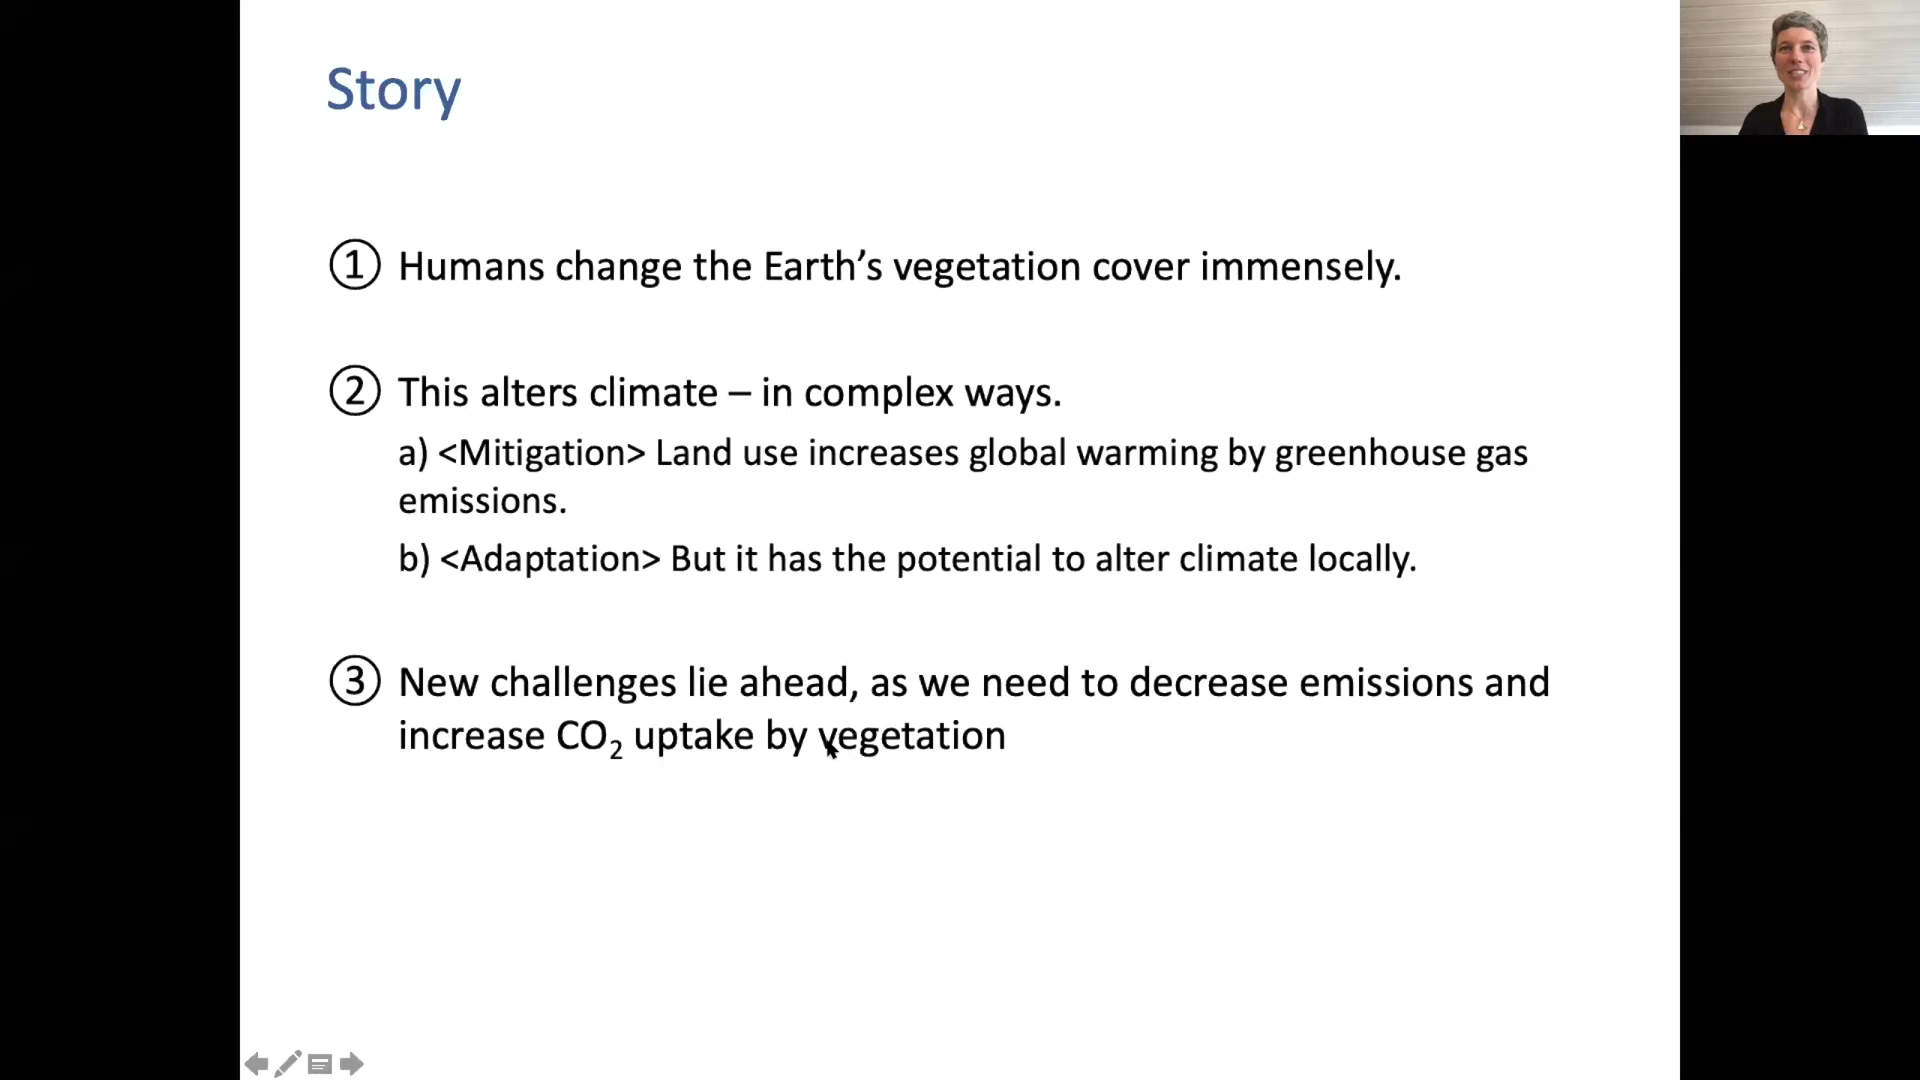 Story
① Humans change the Earth’s vegetation cover immensely.
② This alters climate – in complex ways.
a) <Mitigation> Land use increases global warming by greenhouse gas
emissions.
b) <Adaptation> But it has the potential to alter climate locally.
③ New challenges lie ahead, as we need to decrease emissions and
increase CO₂ uptake by vegetation